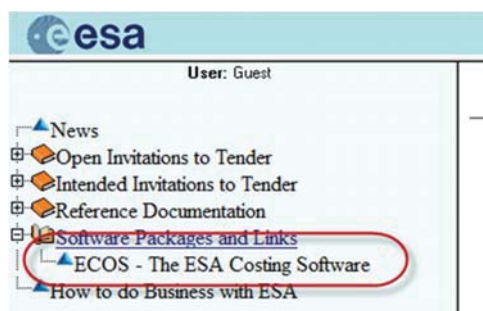 esa
User: Guest
News
Open Invitations to Tender
Intended Invitations to Tender
Reference Documentation
Software Packages and Links
ECOS - The ESA Costing Software
How to do Business with ESA